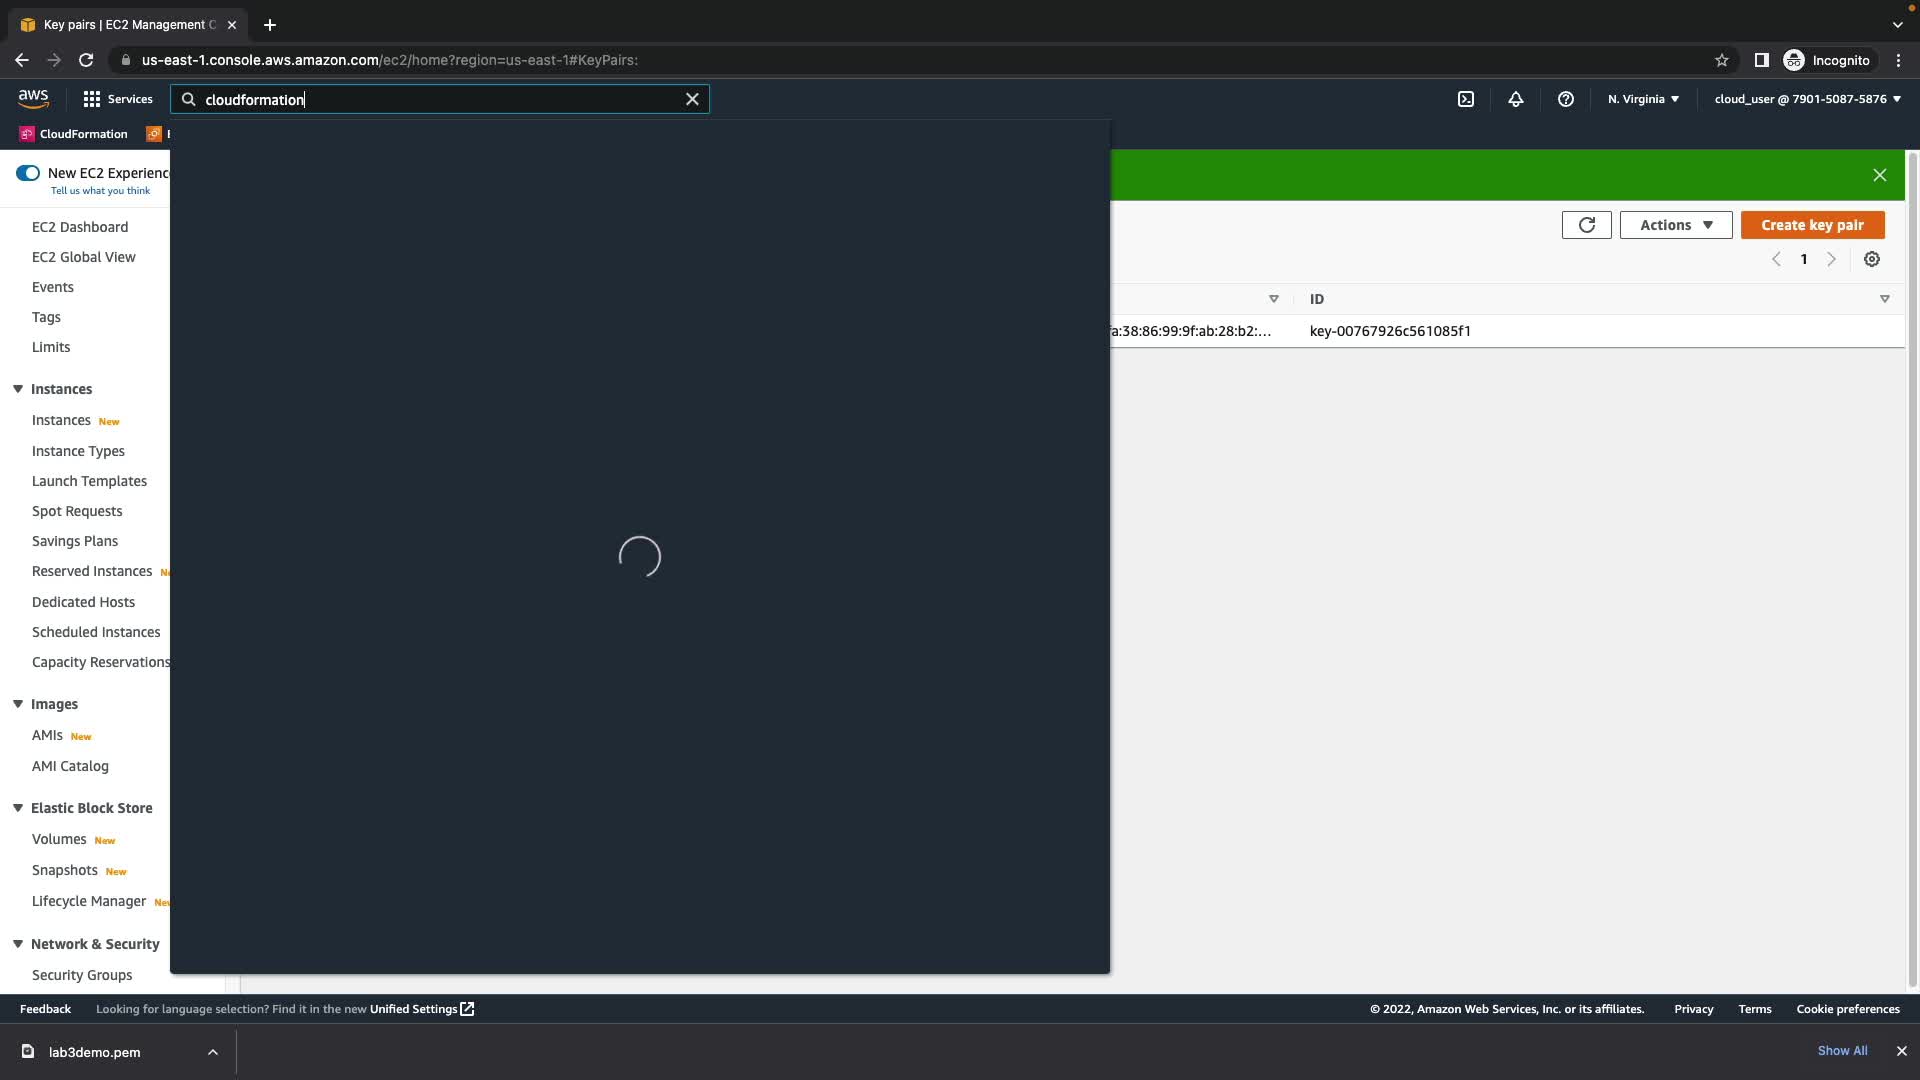 Key pairs | EC2 Management C
us-east-1.console.aws.amazon.com/ec2/home?region=us-east-1#KeyPairs:
Incognito
aws
Services
cloudformation
N. Virginia
cloud_user @ 7901-5087-5876
CloudFormation
New EC2 Experience
Tell us what you think
EC2 Dashboard
EC2 Global View
Events
Tags
Limits
Instances
Instances New
Instance Types
Launch Templates
Spot Requests
Savings Plans
Reserved Instances
Dedicated Hosts
Scheduled Instances
Capacity Reservations
Images
AMIs New
AMI Catalog
Elastic Block Store
Volumes New
Snapshots New
Lifecycle Manager New
Network & Security
Security Groups
Actions
Create key pair
1
ID
fa:38:86:99:9f:ab:28:b2:...
key-00767926c561085f1
Feedback
Looking for language selection? Find it in the new Unified Settings
© 2022, Amazon Web Services, Inc. or its affiliates.
Privacy
Terms
Cookie preferences
lab3demo.pem
Show All